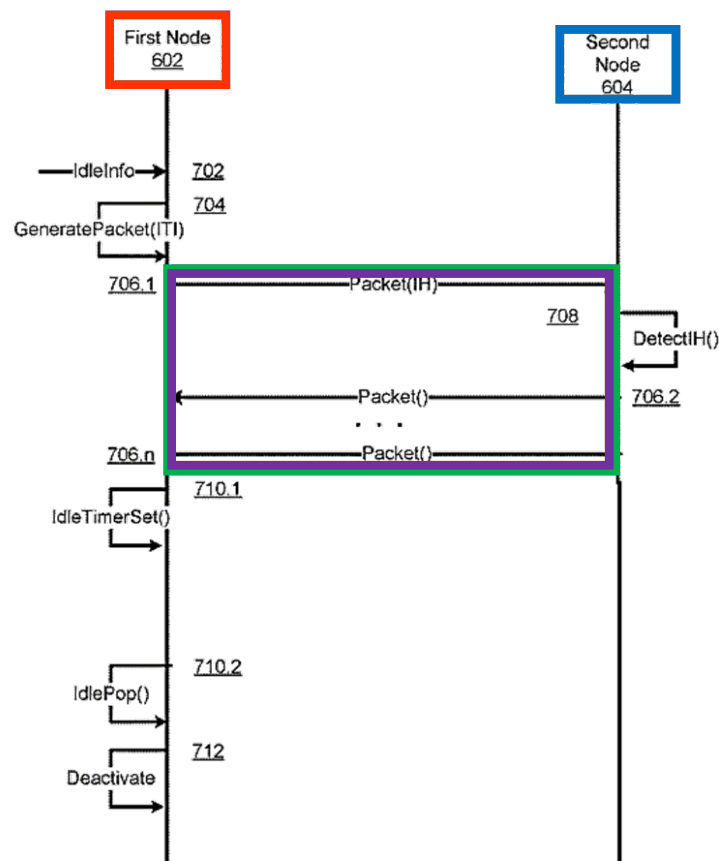 First Node
602
Second
Node
604
IdleInfo
702
704
GeneratePacket(ITI)
706.1
Packet(IH)
708
DetectIH()
Packet()
706.2
. . .
706.n
Packet()
710.1
IdleTimerSet()
710.2
IdlePop()
712
Deactivate